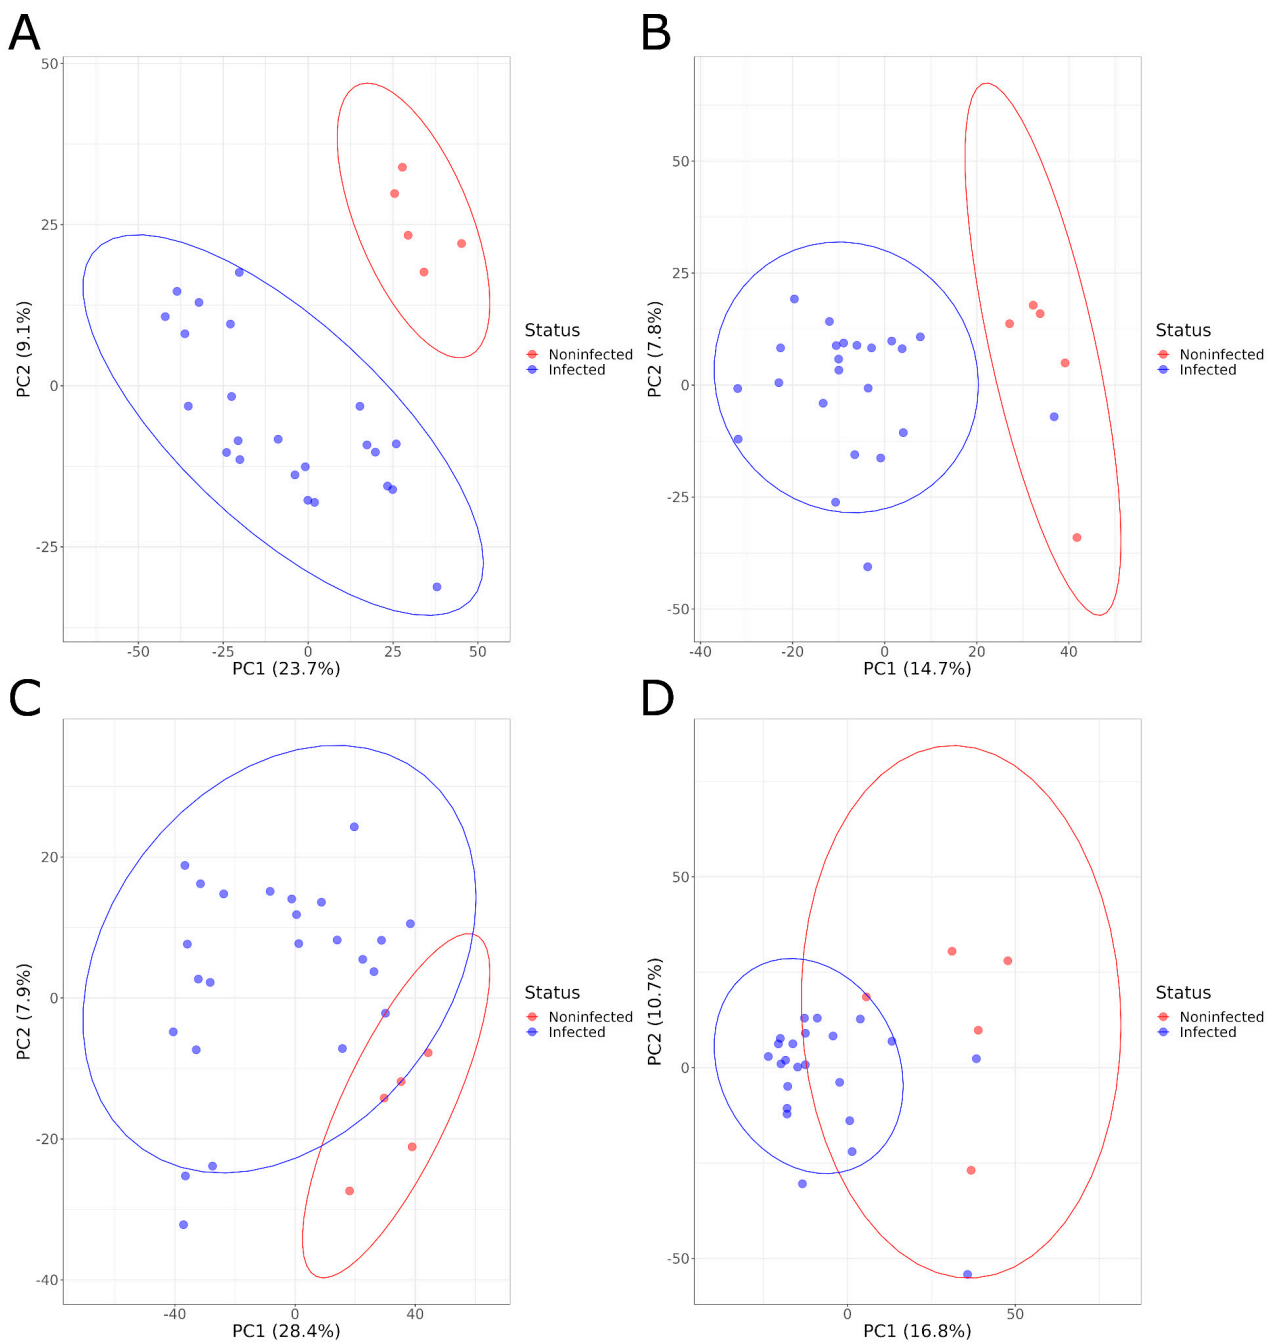 A
50
25
0
-25
-50
-25
0
25
50
PC2 (9.1%)
PC1 (23.7%)
Status
Noninfected
Infected
B
50
25
0
-25
-50
-40
-20
0
20
40
PC2 (7.8%)
PC1 (14.7%)
Status
Noninfected
Infected
C
20
0
-20
-40
-40
0
40
PC2 (7.9%)
PC1 (28.4%)
Status
Noninfected
Infected
D
50
0
-50
0
50
PC2 (10.7%)
PC1 (16.8%)
Status
Noninfected
Infected